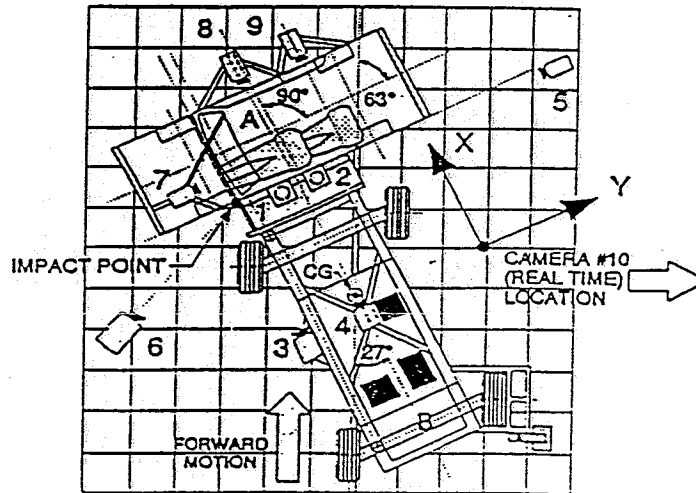 8
9
5
90°
63°
A
X
7
2
1
Y
IMPACT POINT
CAMERA #10
(REAL TIME)
LOCATION
CG
6
4
3
27°
B
FORWARD
MOTION